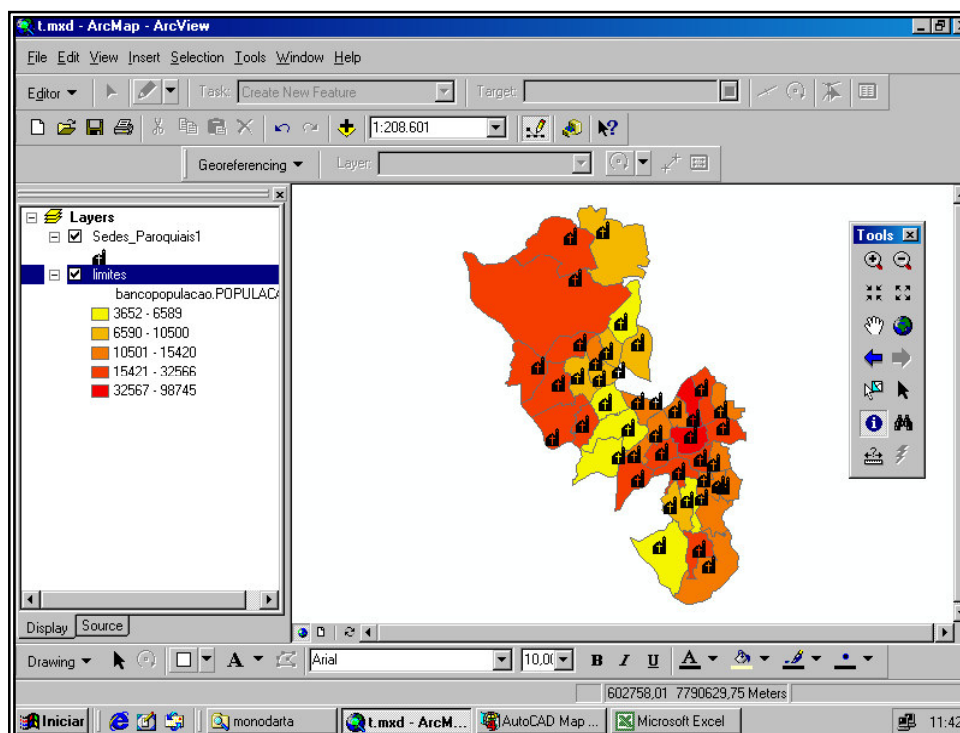 t.mxd - ArcMap - ArcView
File Edit View Insert Selection Tools Window Help
Editor Task: Create New Feature Target:
1:208.601
Georeferencing Layer:
Layers
Sedes_Paroquiais1
limites
bancopopulacao.POPULACA
3652 - 6589
6590 - 10500
10501 - 15420
15421 - 32566
32567 - 98745
Tools
Display Source
Drawing A Arial 10,0 B I U A
602758,01 7790629,75 Meters
Iniciar monodarta t.mxd - ArcM... AutoCAD Map ... Microsoft Excel 11:42